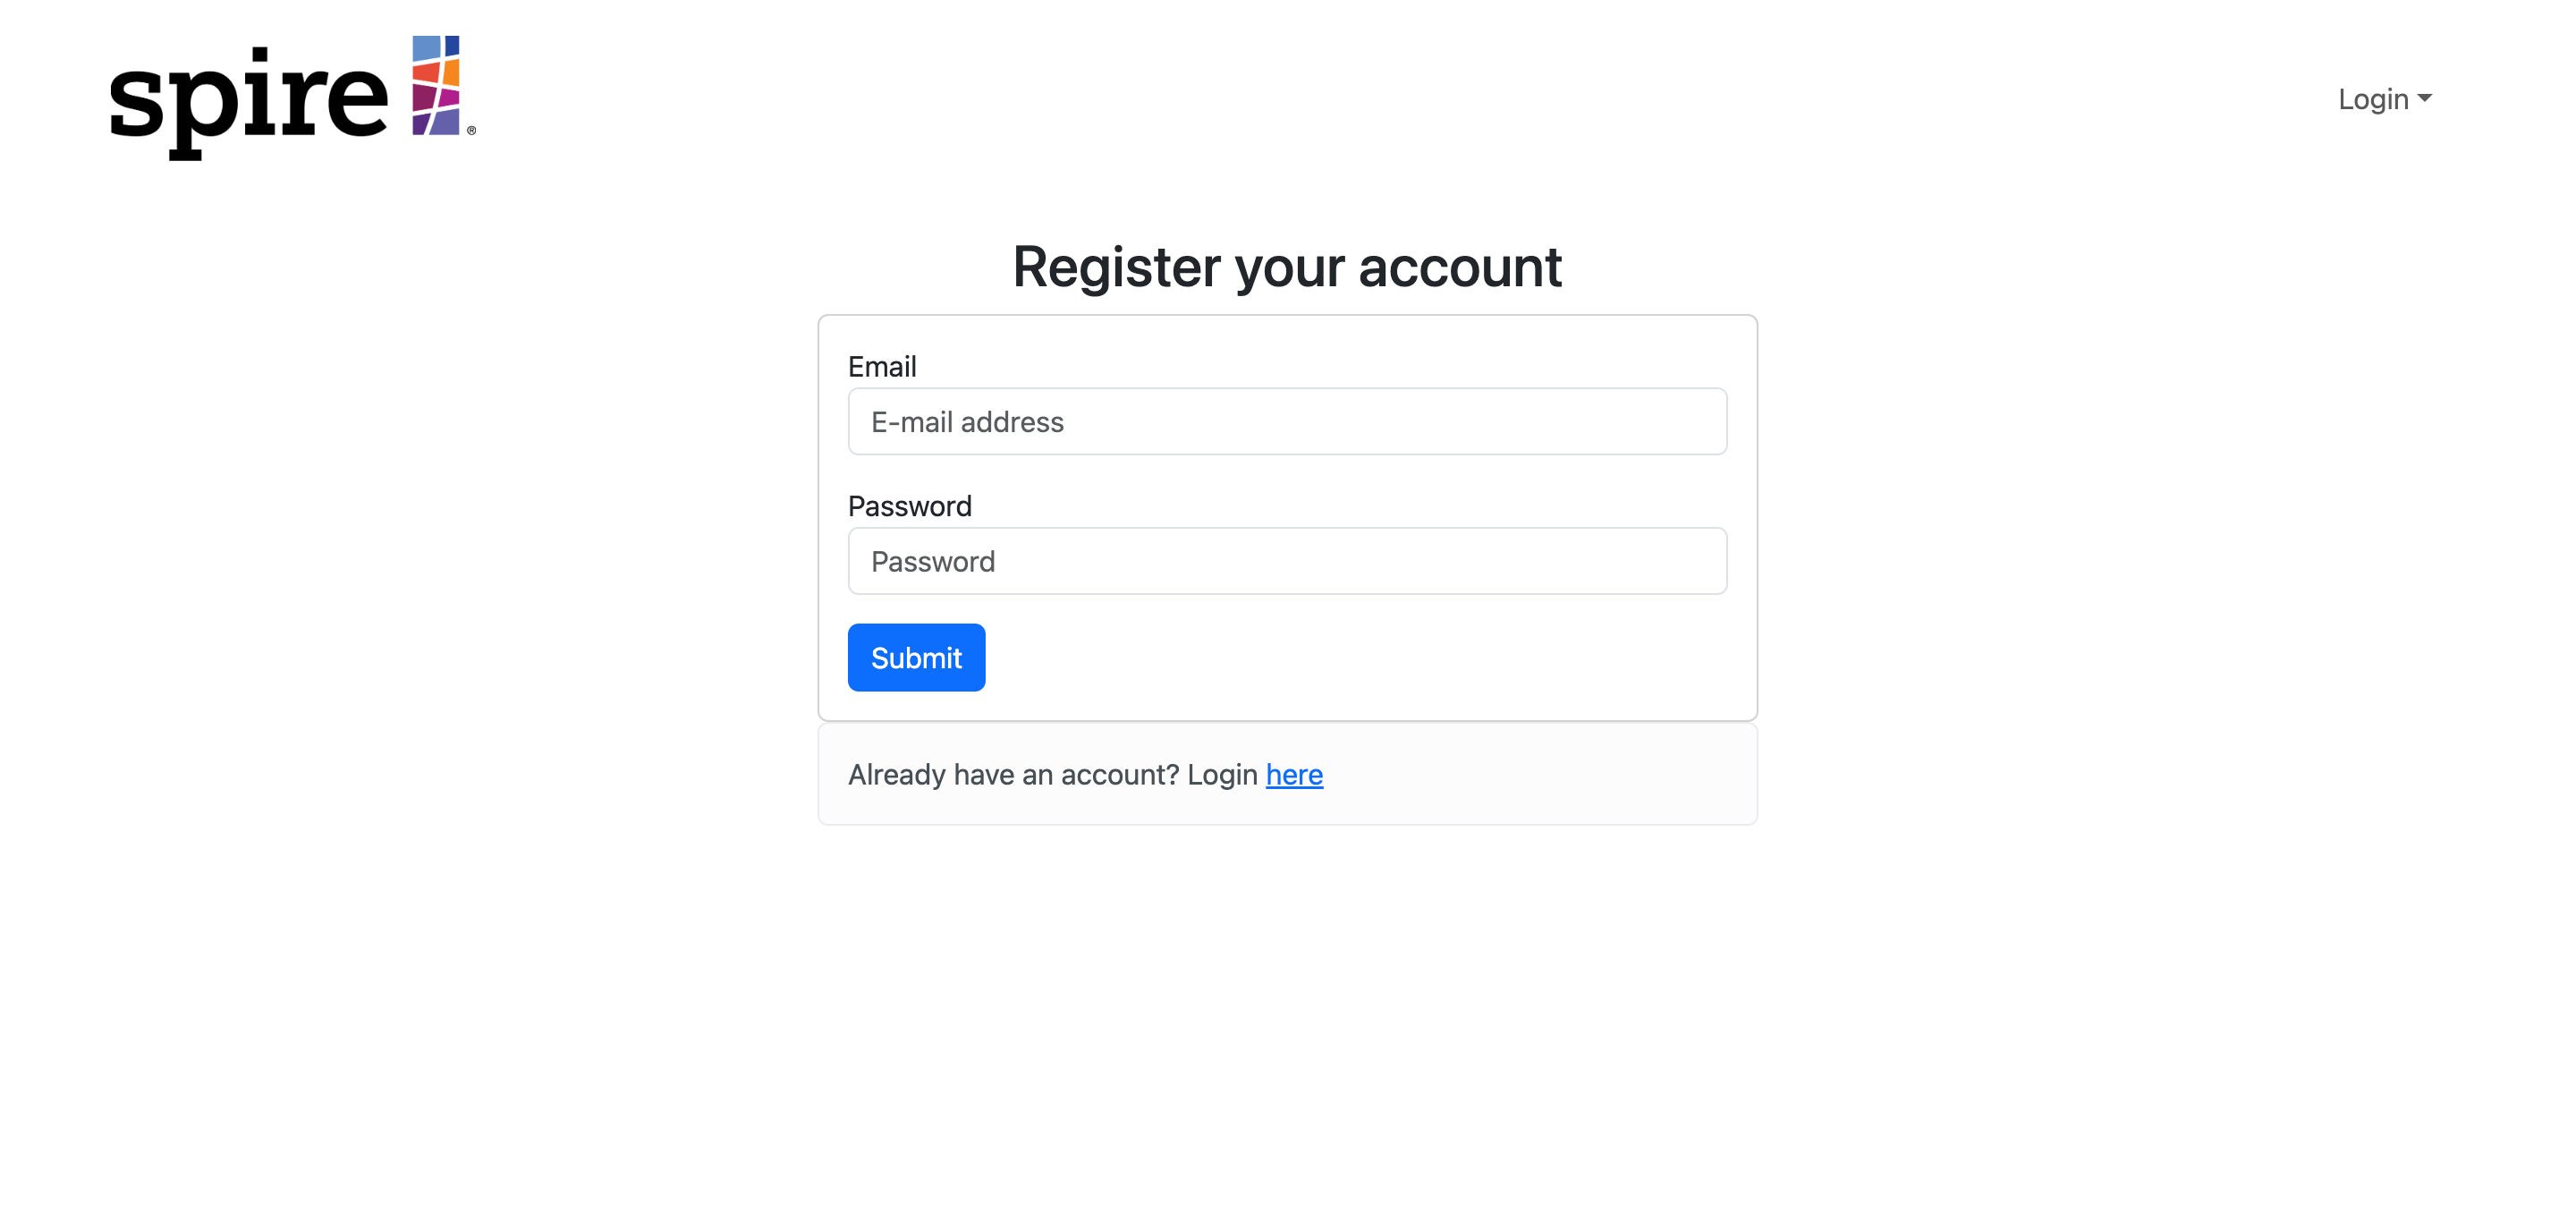 spire ®
Login
Register your account
Email
E-mail address
Password
Password
Submit
Already have an account? Login here